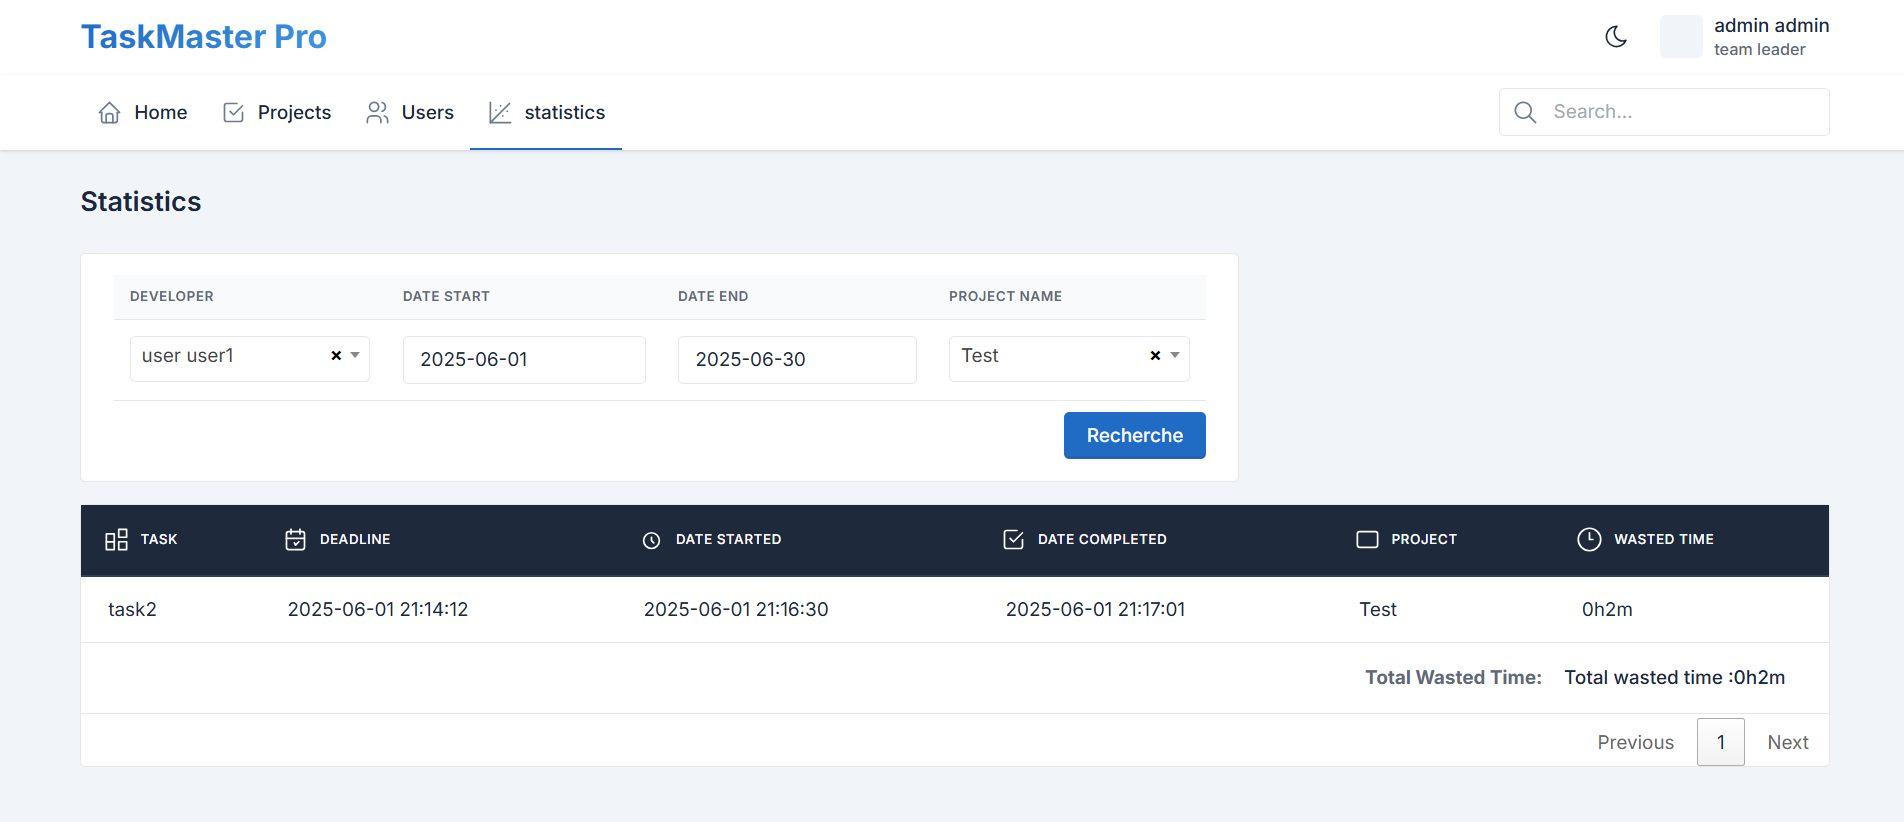 TaskMaster Pro
admin admin
team leader
Home Projects Users statistics Search...
Statistics
DEVELOPER DATE START DATE END PROJECT NAME
user user1 × 2025-06-01 2025-06-30 Test ×
Recherche
TASK DEADLINE DATE STARTED DATE COMPLETED PROJECT WASTED TIME
task2 2025-06-01 21:14:12 2025-06-01 21:16:30 2025-06-01 21:17:01 Test 0h2m
Total Wasted Time: Total wasted time :0h2m
Previous 1 Next